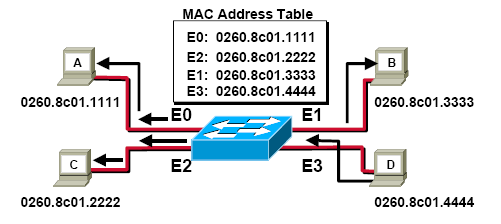 MAC Address Table
E0: 0260.8c01.1111
E2: 0260.8c01.2222
E1: 0260.8c01.3333
E3: 0260.8c01.4444
A
B
0260.8c01.1111
E0
E1
0260.8c01.3333
C
E2
E3
D
0260.8c01.2222
0260.8c01.4444